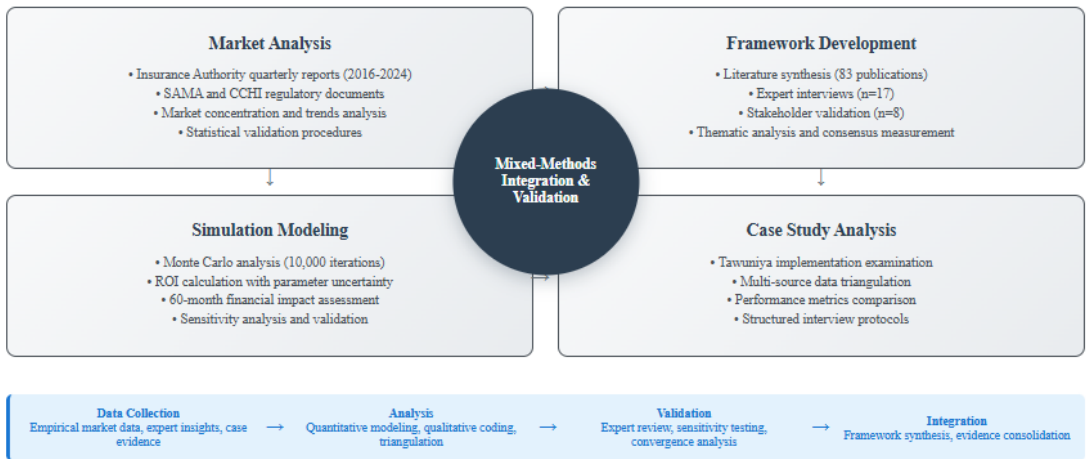 Market Analysis
• Insurance Authority quarterly reports (2016-2024)
• SAMA and CCHI regulatory documents
• Market concentration and trends analysis
• Statistical validation procedures
Framework Development
• Literature synthesis (83 publications)
• Expert interviews (n=17)
• Stakeholder validation (n=8)
• Thematic analysis and consensus measurement
Mixed-Methods
Integration &
Validation
Simulation Modeling
• Monte Carlo analysis (10,000 iterations)
• ROI calculation with parameter uncertainty
• 60-month financial impact assessment
• Sensitivity analysis and validation
Case Study Analysis
• Tawuniya implementation examination
• Multi-source data triangulation
• Performance metrics comparison
• Structured interview protocols
Data Collection
Empirical market data, expert insights, case
evidence
Analysis
Quantitative modeling, qualitative coding,
triangulation
Validation
Expert review, sensitivity testing,
convergence analysis
Integration
Framework synthesis, evidence consolidation